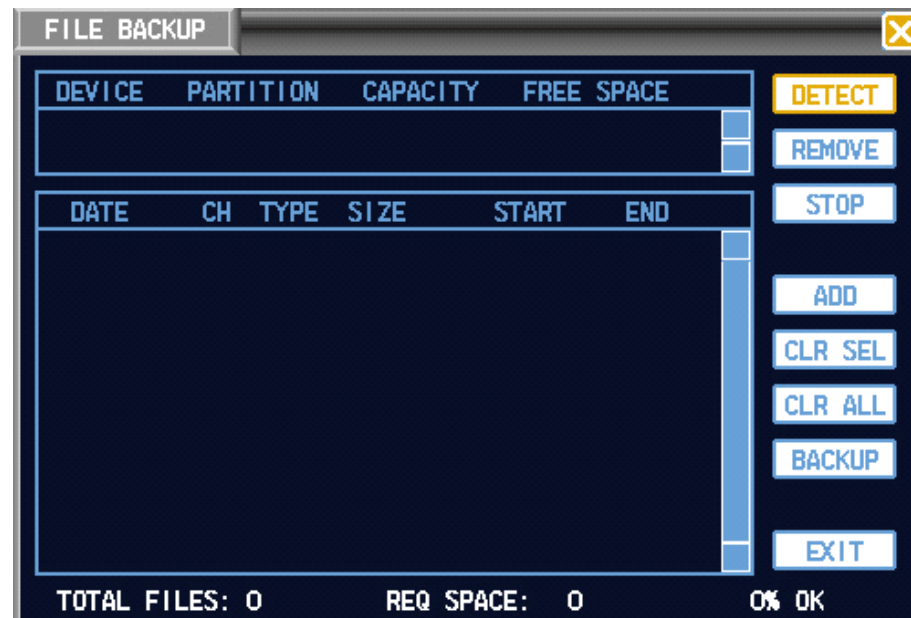 FILE BACKUP
DEVICE PARTITION CAPACITY FREE SPACE
DETECT
REMOVE
STOP
DATE CH TYPE SIZE START END
ADD
CLR SEL
CLR ALL
BACKUP
EXIT
TOTAL FILES: 0 REQ SPACE: 0 0% OK